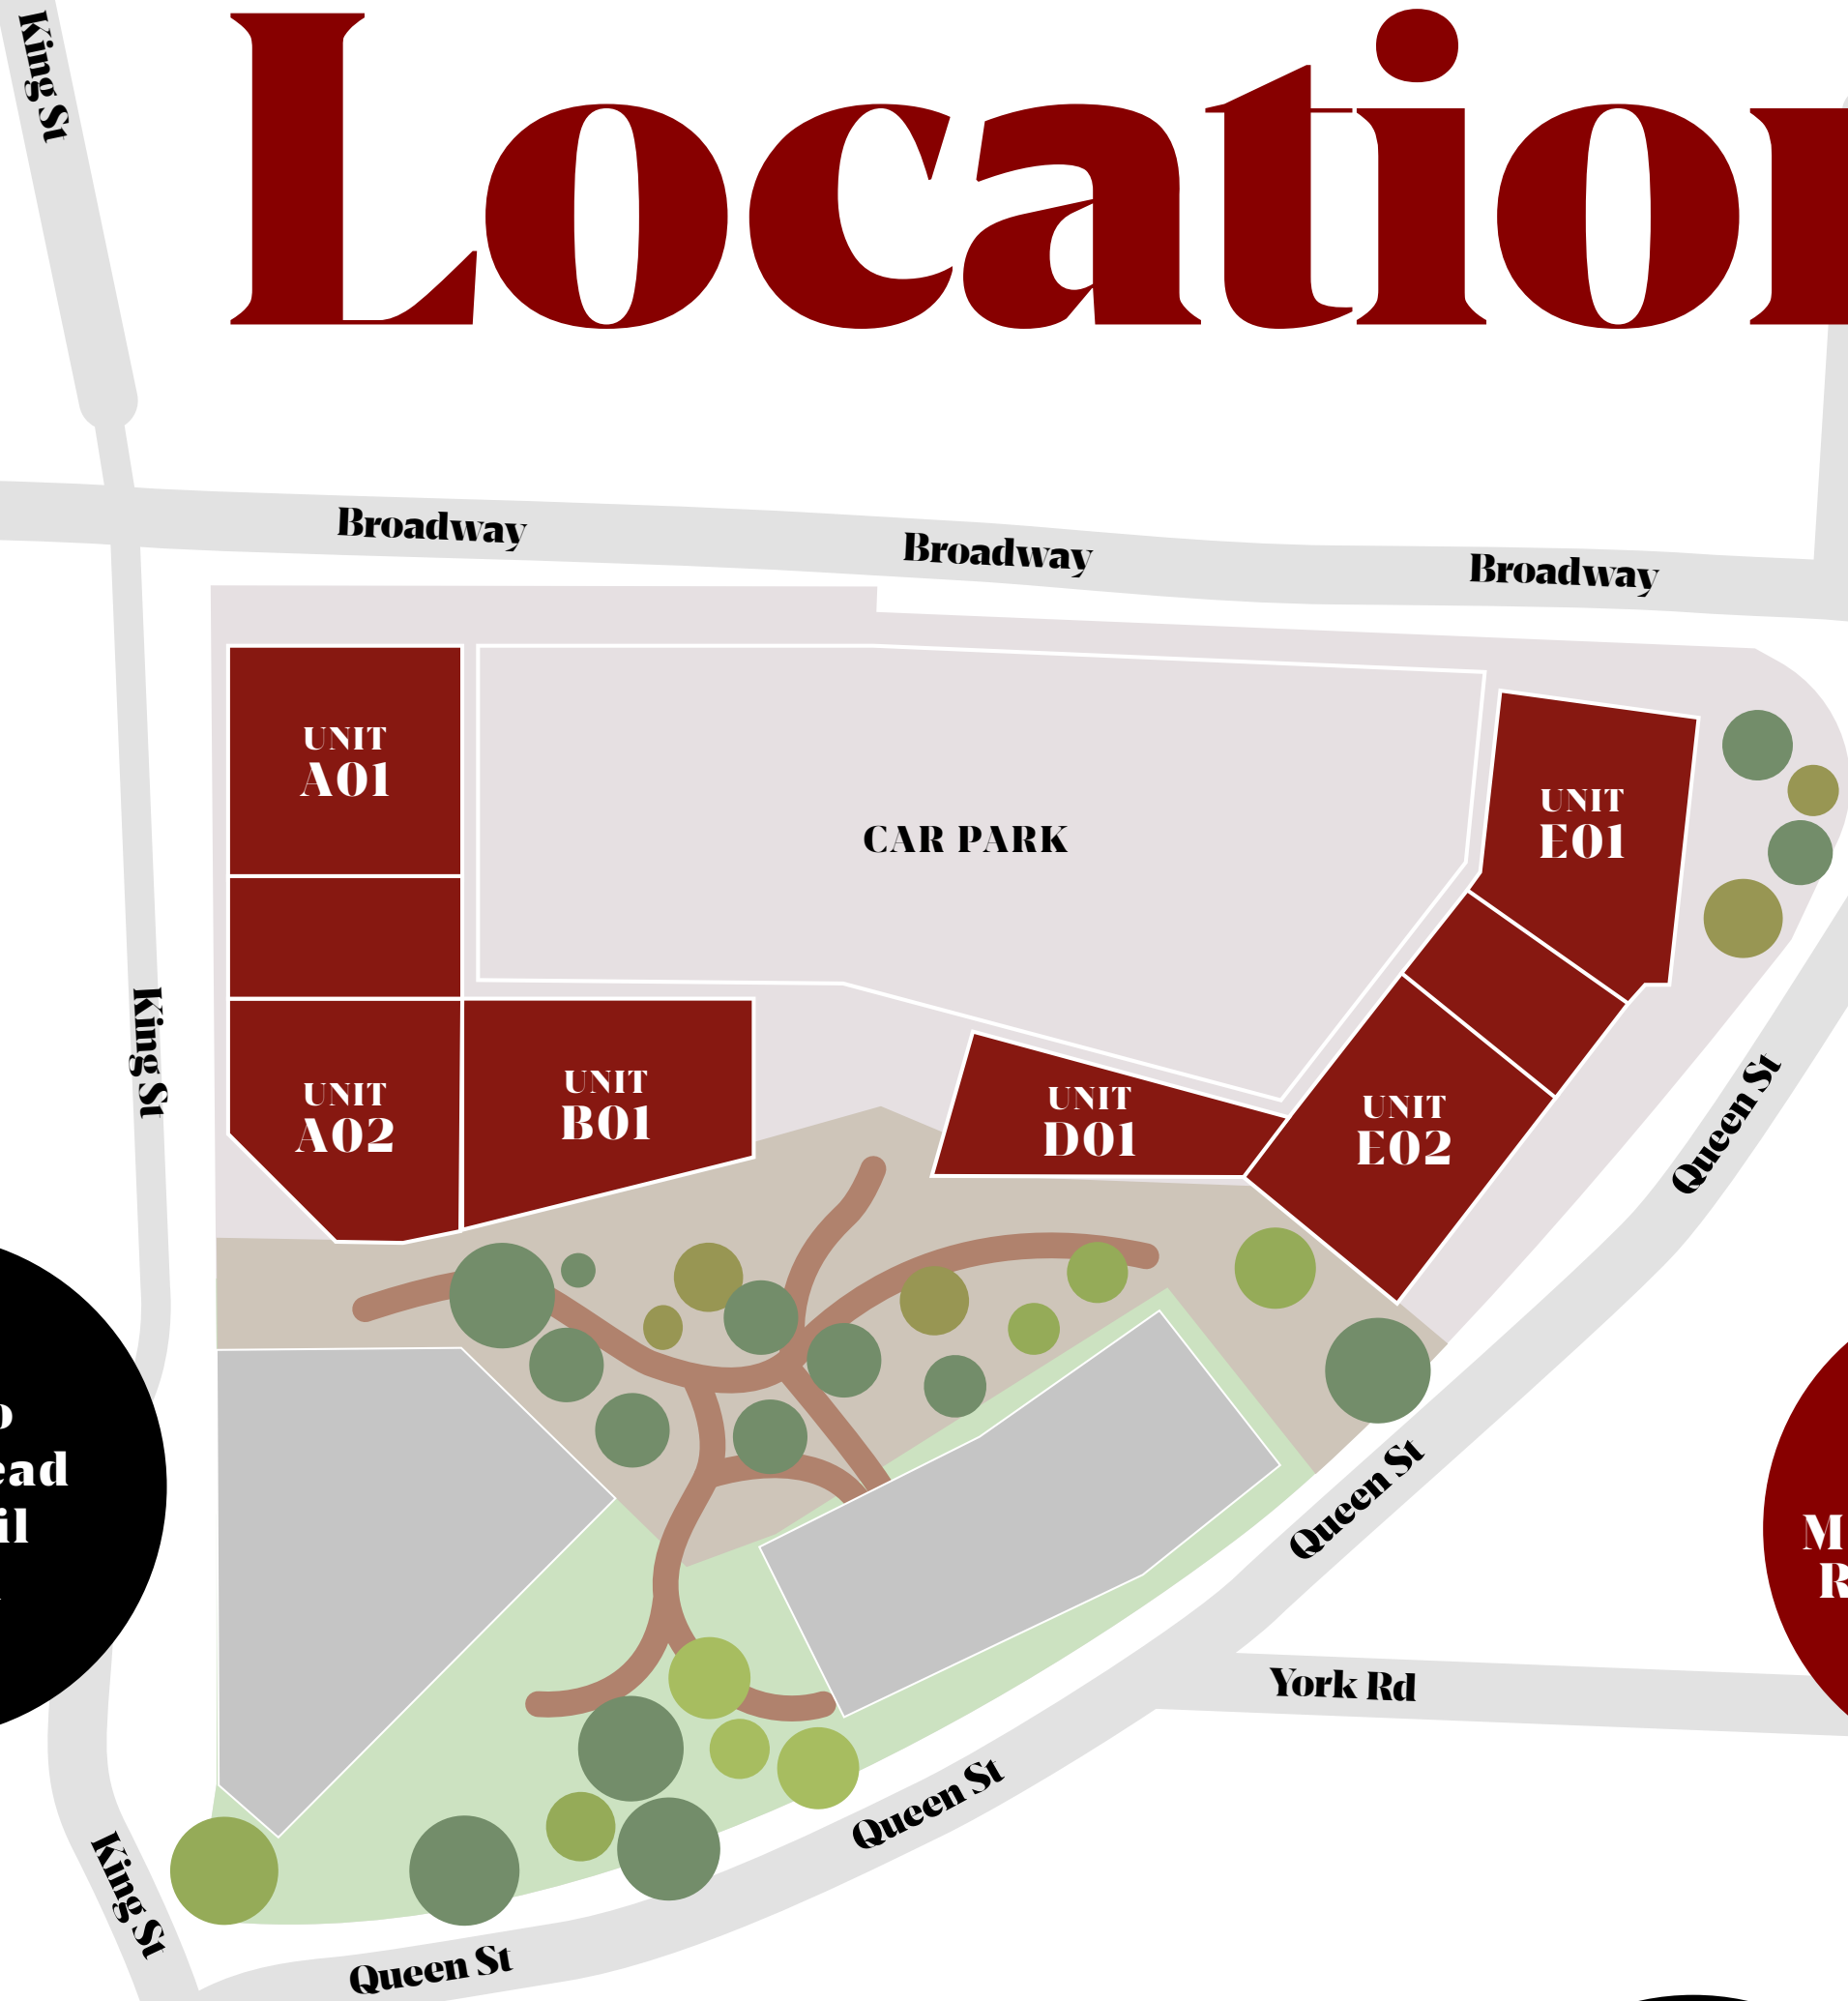 King St
Location
Broadway
Broadway
Broadway
UNIT
A01
CAR PARK
UNIT
E01
King St
UNIT
A02
UNIT
B01
UNIT
D01
UNIT
E02
Queen St
Queen St
York Rd
Queen St
King St
Queen St